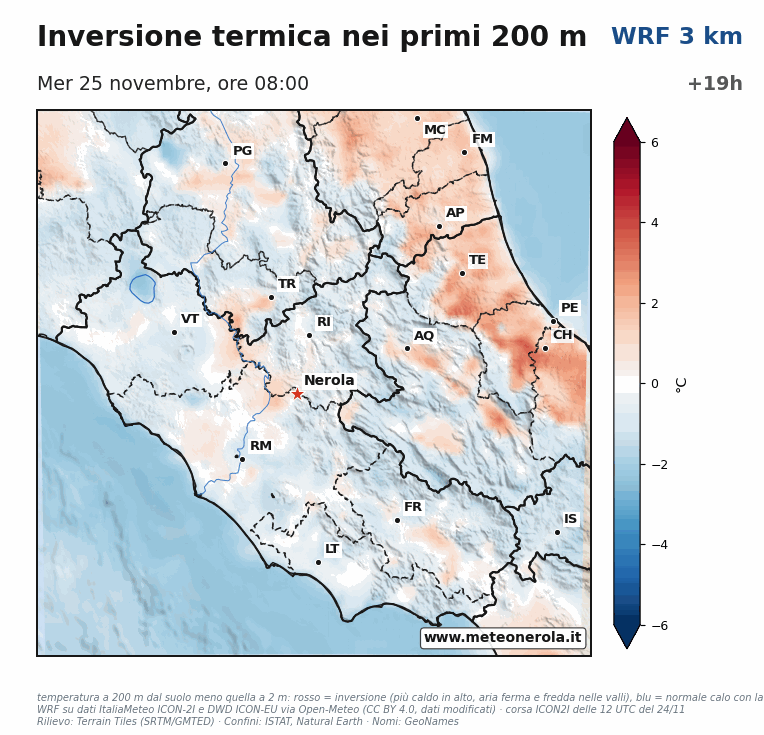 Inversione termica nei primi 200 m
WRF 3 km
Mer 25 novembre, ore 08:00
+19h
MC
FM
PG
AP
TE
TR
PE
VT
RI
AQ
CH
Nerola
RM
FR
IS
LT
www.meteonerola.it
6
4
2
0
−2
−4
−6
°C
temperatura a 200 m dal suolo meno quella a 2 m: rosso = inversione (più caldo in alto, aria ferma e fredda nelle valli), blu = normale calo con la
WRF su dati ItaliaMeteo ICON-2I e DWD ICON-EU via Open-Meteo (CC BY 4.0, dati modificati) · corsa ICON2I delle 12 UTC del 24/11
Rilievo: Terrain Tiles (SRTM/GMTED) · Confini: ISTAT, Natural Earth · Nomi: GeoNames